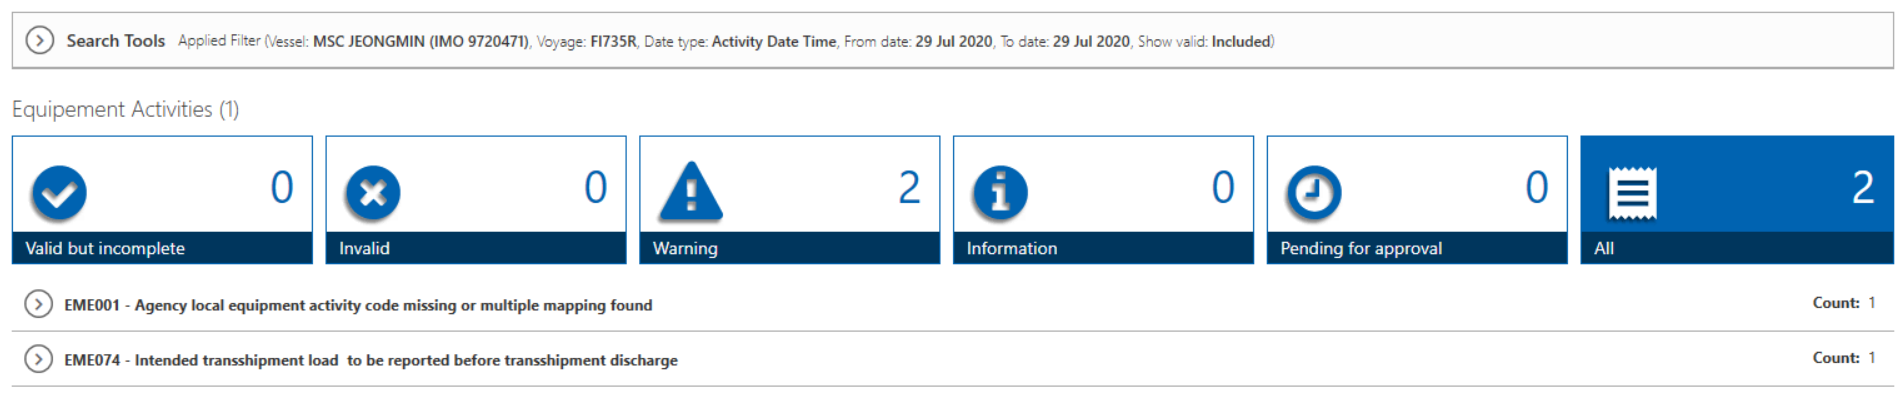 Search Tools Applied Filter (Vessel: MSC JEONGMIN (IMO 9720471), Voyage: FI735R, Date type: Activity Date Time, From date: 29 Jul 2020, To date: 29 Jul 2020, Show valid: Included)
Equipement Activities (1)
0
Valid but incomplete
0
Invalid
2
Warning
0
Information
0
Pending for approval
2
All
EME001 - Agency local equipment activity code missing or multiple mapping found Count: 1
EME074 - Intended transshipment load to be reported before transshipment discharge Count: 1